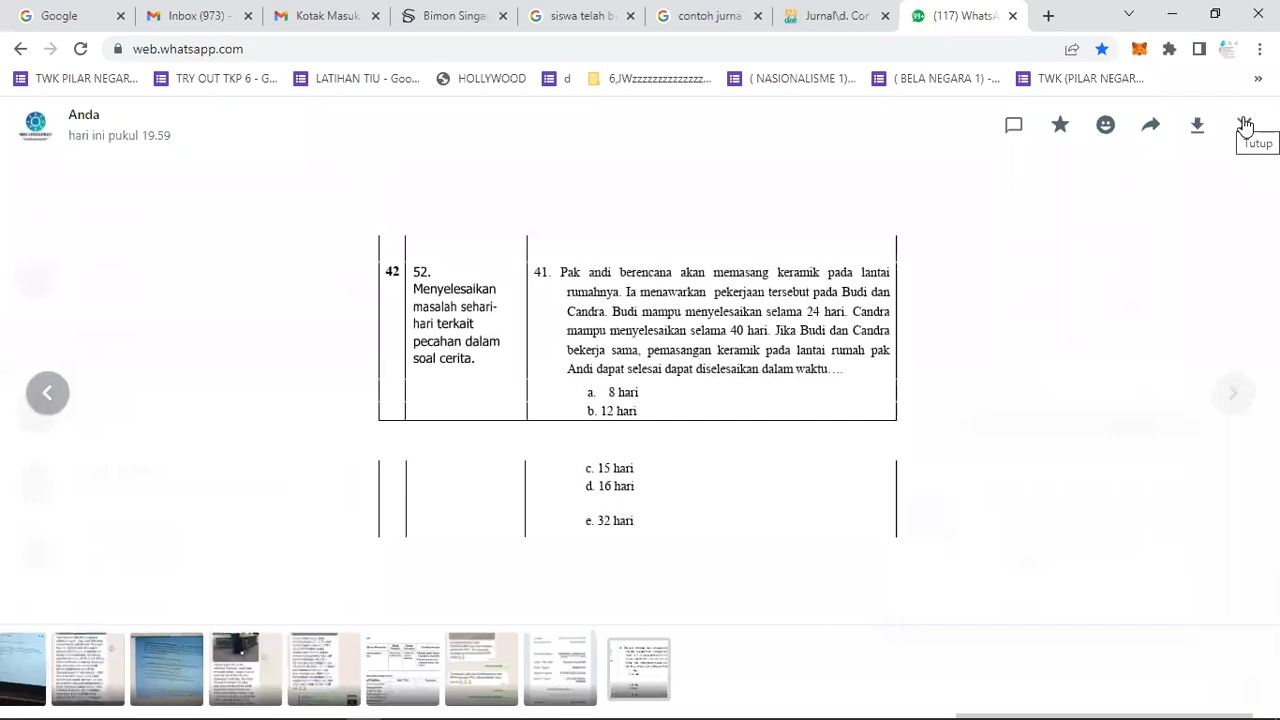 Google
Inbox (970) -
Kotak Masuk
Bimon Singa
siswa telah b
contoh jurna
Jurnal\d. Cor
(117) WhatsA
web.whatsapp.com
TWK PILAR NEGAR...
TRY OUT TKP 6 - G...
LATIHAN TIU - Goo...
HOLLYWOOD
d
6,JWzzzzzzzzzzzzzz...
( NASIONALISME 1)...
( BELA NEGARA 1) -...
TWK (PILAR NEGAR...
Anda
hari ini pukul 19.59
Tutup
42
52.
Menyelesaikan
masalah sehari-
hari terkait
pecahan dalam
soal cerita.
41. Pak andi berencana akan memasang keramik pada lantai
rumahnya. Ia menawarkan pekerjaan tersebut pada Budi dan
Candra. Budi mampu menyelesaikan selama 24 hari. Candra
mampu menyelesaikan selama 40 hari. Jika Budi dan Candra
bekerja sama, pemasangan keramik pada lantai rumah pak
Andi dapat selesai dapat diselesaikan dalam waktu….
a. 8 hari
b. 12 hari
c. 15 hari
d. 16 hari
e. 32 hari